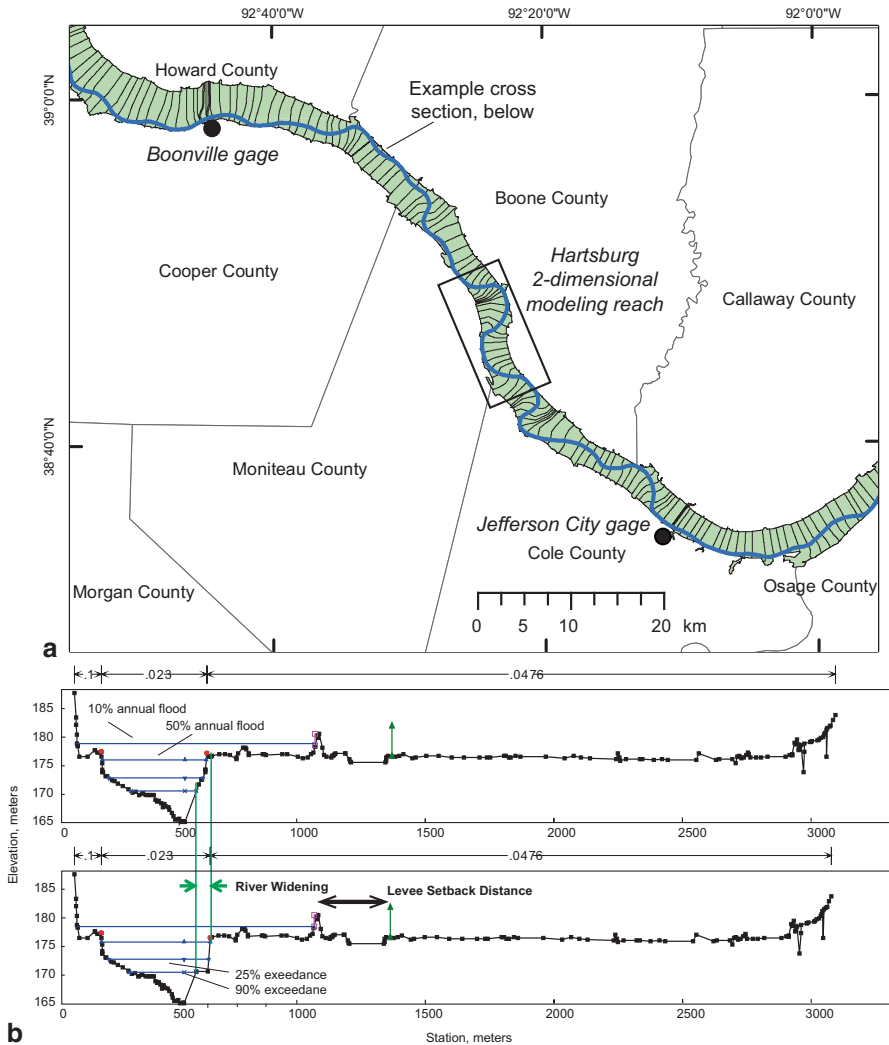 92°40'0"W
92°20'0"W
92°0'0"W
39°0'0"N
38°40'0"N
Howard County
Example cross
section, below
Boonville gage
Boone County
Cooper County
Hartsburg
2-dimensional
modeling reach
Callaway County
Moniteau County
Jefferson City gage
Cole County
Morgan County
Osage County
0 5 10 20 km
a
.1 .023 .0476
10% annual flood
50% annual flood
185
180
175
170
165
0 500 1000 1500 2000 2500 3000
.1 .023 .0476
River Widening
Levee Setback Distance
185
180
175
170
165
25% exeedance
90% exceedane
0 500 1000 1500 2000 2500 3000
Elevation, meters
Station, meters
b